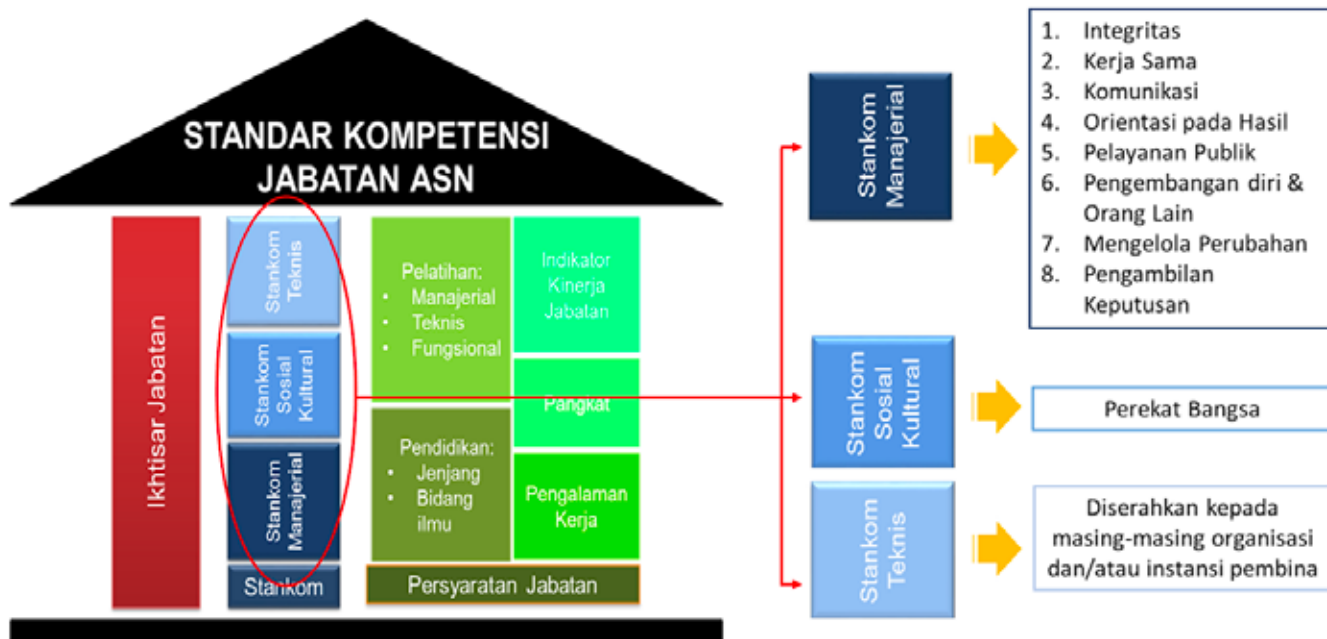 STANDAR KOMPETENSI
JABATAN ASN
Ikhtisar Jabatan
Stankom
Teknis
Stankom
Sosial
Kultural
Stankom
Manajerial
Stankom
Pelatihan:
• Manajerial
• Teknis
• Fungsional
Pendidikan:
• Jenjang
• Bidang
ilmu
Indikator
Kinerja
Jabatan
Pangkat
Pengalaman
Kerja
Persyaratan Jabatan
Stankom
Manajerial
1. Integritas
2. Kerja Sama
3. Komunikasi
4. Orientasi pada Hasil
5. Pelayanan Publik
6. Pengembangan diri &
Orang Lain
7. Mengelola Perubahan
8. Pengambilan
Keputusan
Stankom
Sosial
Kultural
Perekat Bangsa
Stankom
Teknis
Diserahkan kepada
masing-masing organisasi
dan/atau instansi pembina